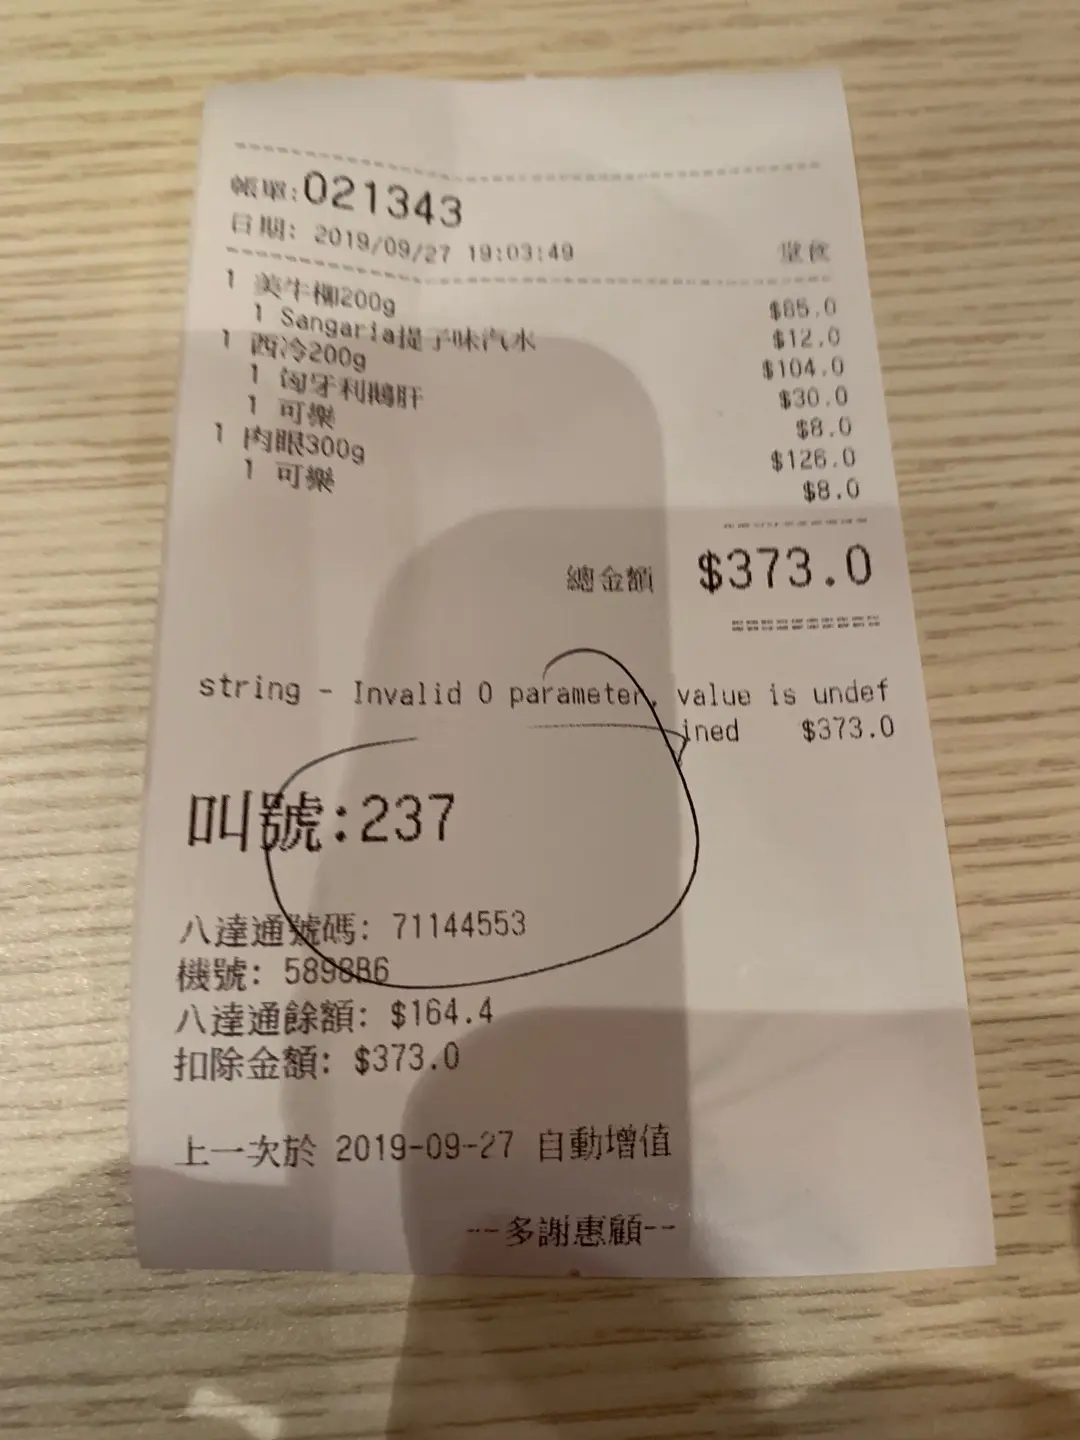 帳單:021343
日期: 2019/09/27 19:03:49 堂食
1 美牛柳200g $85.0
1 Sangaria提子味汽水 $12.0
1 西冷200g $104.0
1 匈牙利鵝肝 $30.0
1 可樂 $8.0
1 肉眼300g $126.0
1 可樂 $8.0
總金額 $373.0
string - Invalid 0 parameter, value is undef
ined $373.0
叫號:237
八達通號碼: 71144553
機號: 5898B6
八達通餘額: $164.4
扣除金額: $373.0
上一次於 2019-09-27 自動增值
--多謝惠顧--